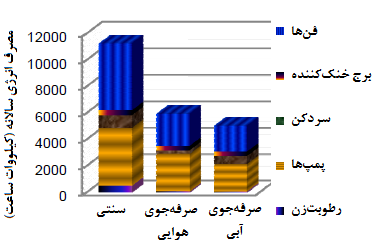 مصرف انرژی سالانه (کیلووات ساعت)
12000
10000
8000
6000
4000
2000
0
سنتی
صرفه‌جوی
هوایی
صرفه‌جوی
آبی
فن‌ها
برج خنک‌کننده
سردکن
پمپ‌ها
رطوبت‌زن